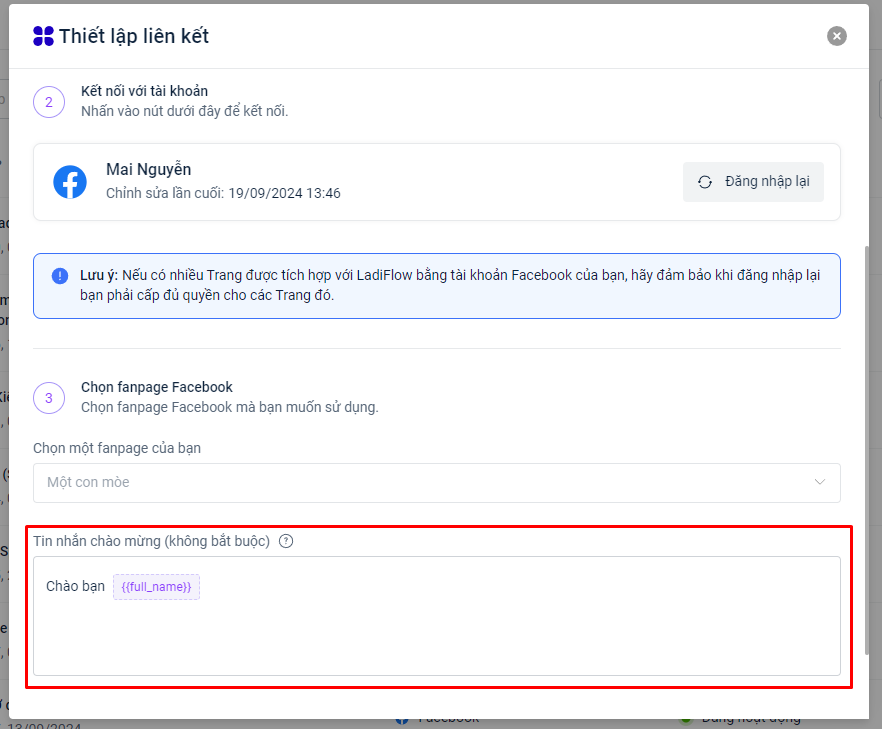 Thiết lập liên kết
2
Kết nối với tài khoản
Nhấn vào nút dưới đây để kết nối.
Mai Nguyễn
Chỉnh sửa lần cuối: 19/09/2024 13:46
Đăng nhập lại
Lưu ý: Nếu có nhiều Trang được tích hợp với LadiFlow bằng tài khoản Facebook của bạn, hãy đảm bảo khi đăng nhập lại
bạn phải cấp đủ quyền cho các Trang đó.
3
Chọn fanpage Facebook
Chọn fanpage Facebook mà bạn muốn sử dụng.
Chọn một fanpage của bạn
Một con mòe
Tin nhắn chào mừng (không bắt buộc) ?
Chào bạn {{full_name}}
13/09/2024 Facebook Đang hoạt động